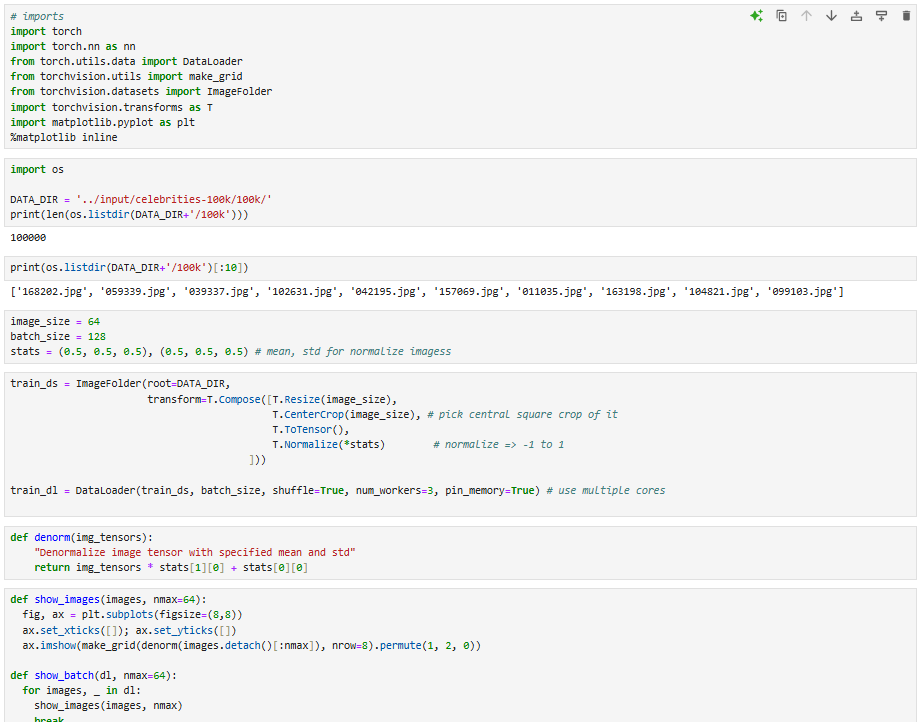 # imports
import torch
import torch.nn as nn
from torch.utils.data import DataLoader
from torchvision.utils import make_grid
from torchvision.datasets import ImageFolder
import torchvision.transforms as T
import matplotlib.pyplot as plt
%matplotlib inline
import os
DATA_DIR = '../input/celebrities-100k/100k/'
print(len(os.listdir(DATA_DIR+'/100k')))
100000
print(os.listdir(DATA_DIR+'/100k')[:10])
['168202.jpg', '059339.jpg', '039337.jpg', '102631.jpg', '042195.jpg', '157069.jpg', '011035.jpg', '163198.jpg', '104821.jpg', '099103.jpg']
image_size = 64
batch_size = 128
stats = (0.5, 0.5, 0.5), (0.5, 0.5, 0.5) # mean, std for normalize imagess
train_ds = ImageFolder(root=DATA_DIR,
transform=T.Compose([T.Resize(image_size),
T.CenterCrop(image_size), # pick central square crop of it
T.ToTensor(),
T.Normalize(*stats) # normalize => -1 to 1
]))
train_dl = DataLoader(train_ds, batch_size, shuffle=True, num_workers=3, pin_memory=True) # use multiple cores
def denorm(img_tensors):
"Denormalize image tensor with specified mean and std"
return img_tensors * stats[1][0] + stats[0][0]
def show_images(images, nmax=64):
fig, ax = plt.subplots(figsize=(8,8))
ax.set_xticks([]); ax.set_yticks([])
ax.imshow(make_grid(denorm(images.detach()[:nmax]), nrow=8).permute(1, 2, 0))
def show_batch(dl, nmax=64):
for images, _ in dl:
show_images(images, nmax)
break